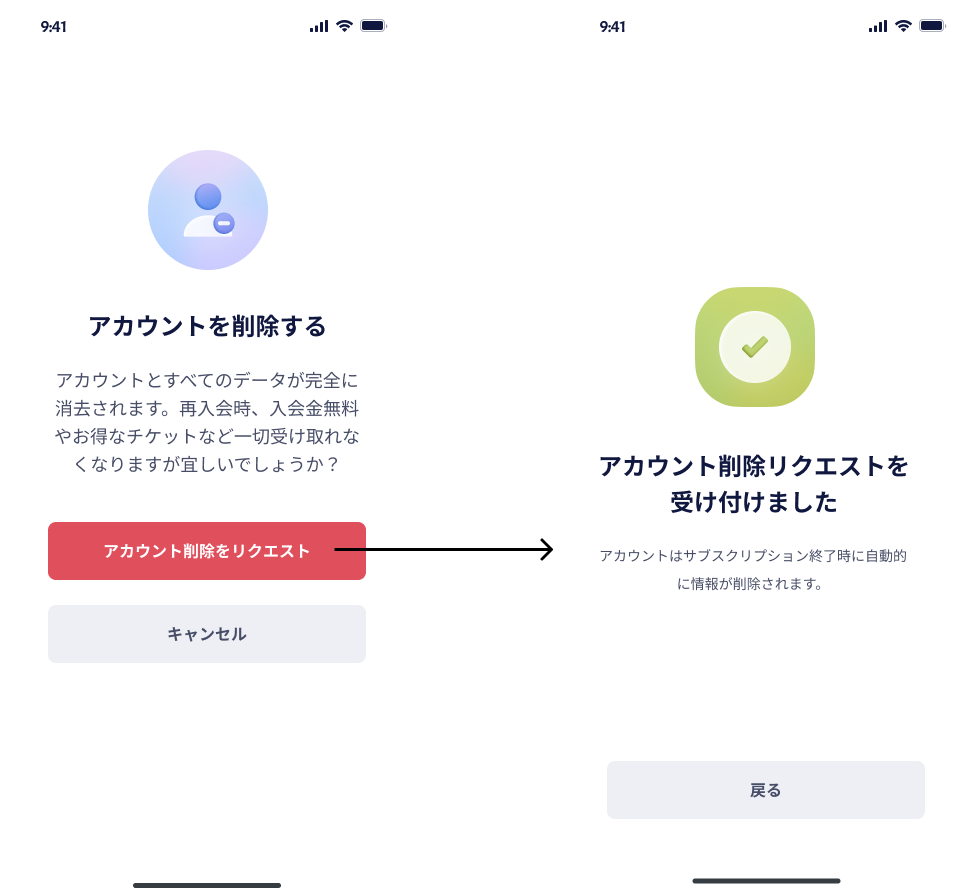 9:41
アカウントを削除する
アカウントとすべてのデータが完全に
消去されます。再入会時、入会金無料
やお得なチケットなど一切受け取れな
くなりますが宜しいでしょうか？
アカウント削除をリクエスト
キャンセル
9:41
アカウント削除リクエストを
受け付けました
アカウントはサブスクリプション終了時に自動的
に情報が削除されます。
戻る